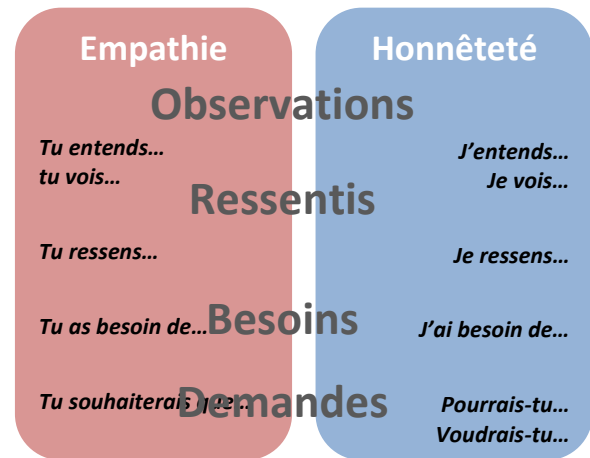 Empathie
Honnêteté
Observations
Tu entends…
tu vois…
J’entends…
Je vois…
Ressentis
Tu ressens…
Je ressens…
Tu as besoin de…
Besoins
J’ai besoin de…
Tu souhaiterais que…
Demandes
Pourrais-tu…
Voudrais-tu…